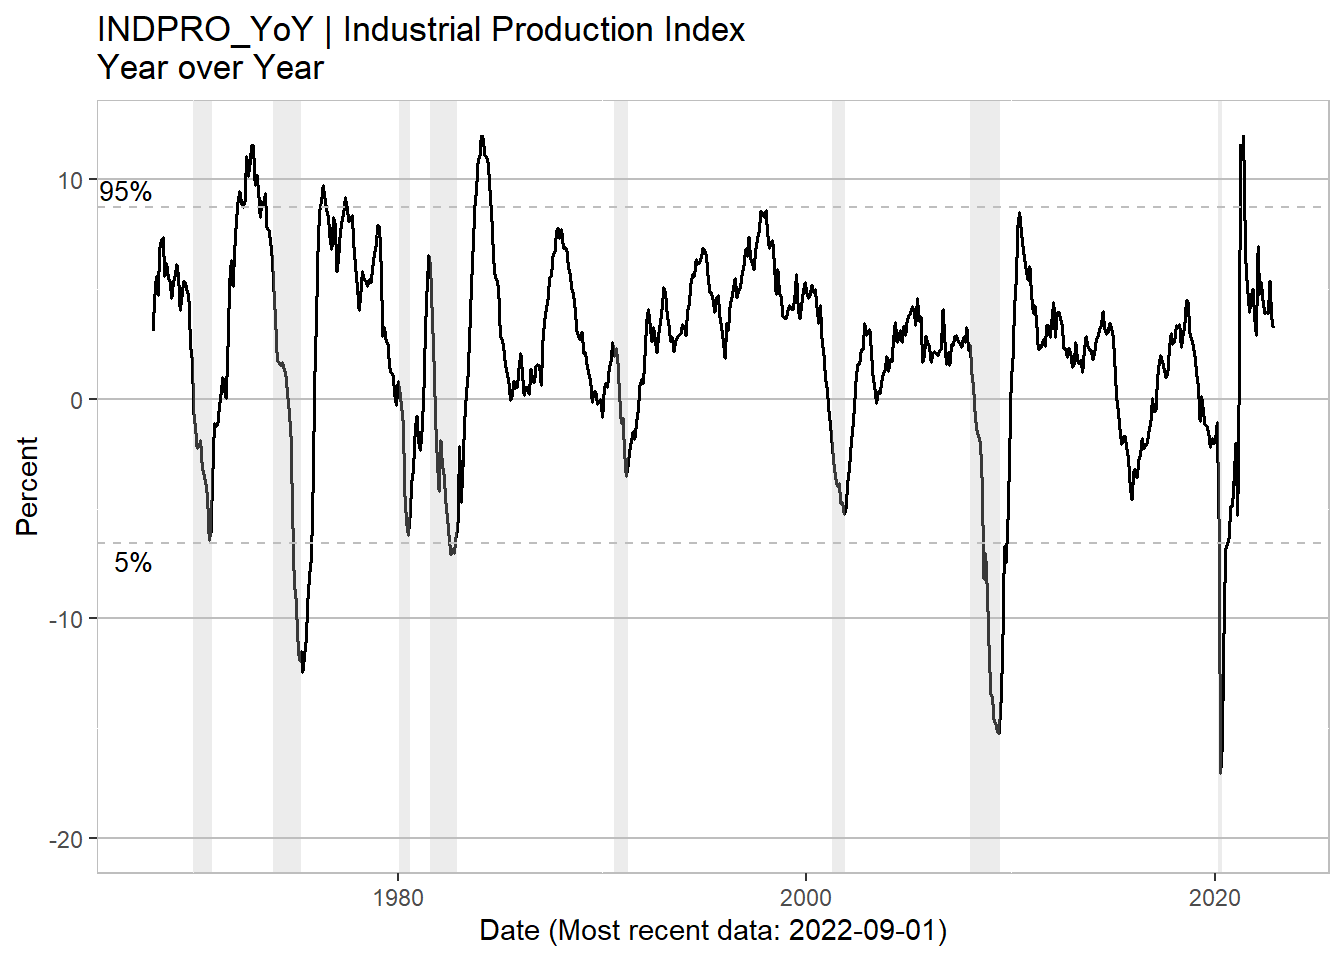 INDPRO_YoY | Industrial Production Index
Year over Year
10
95%
0
Percent
5%
-10
-20
1980
2000
2020
Date (Most recent data: 2022-09-01)